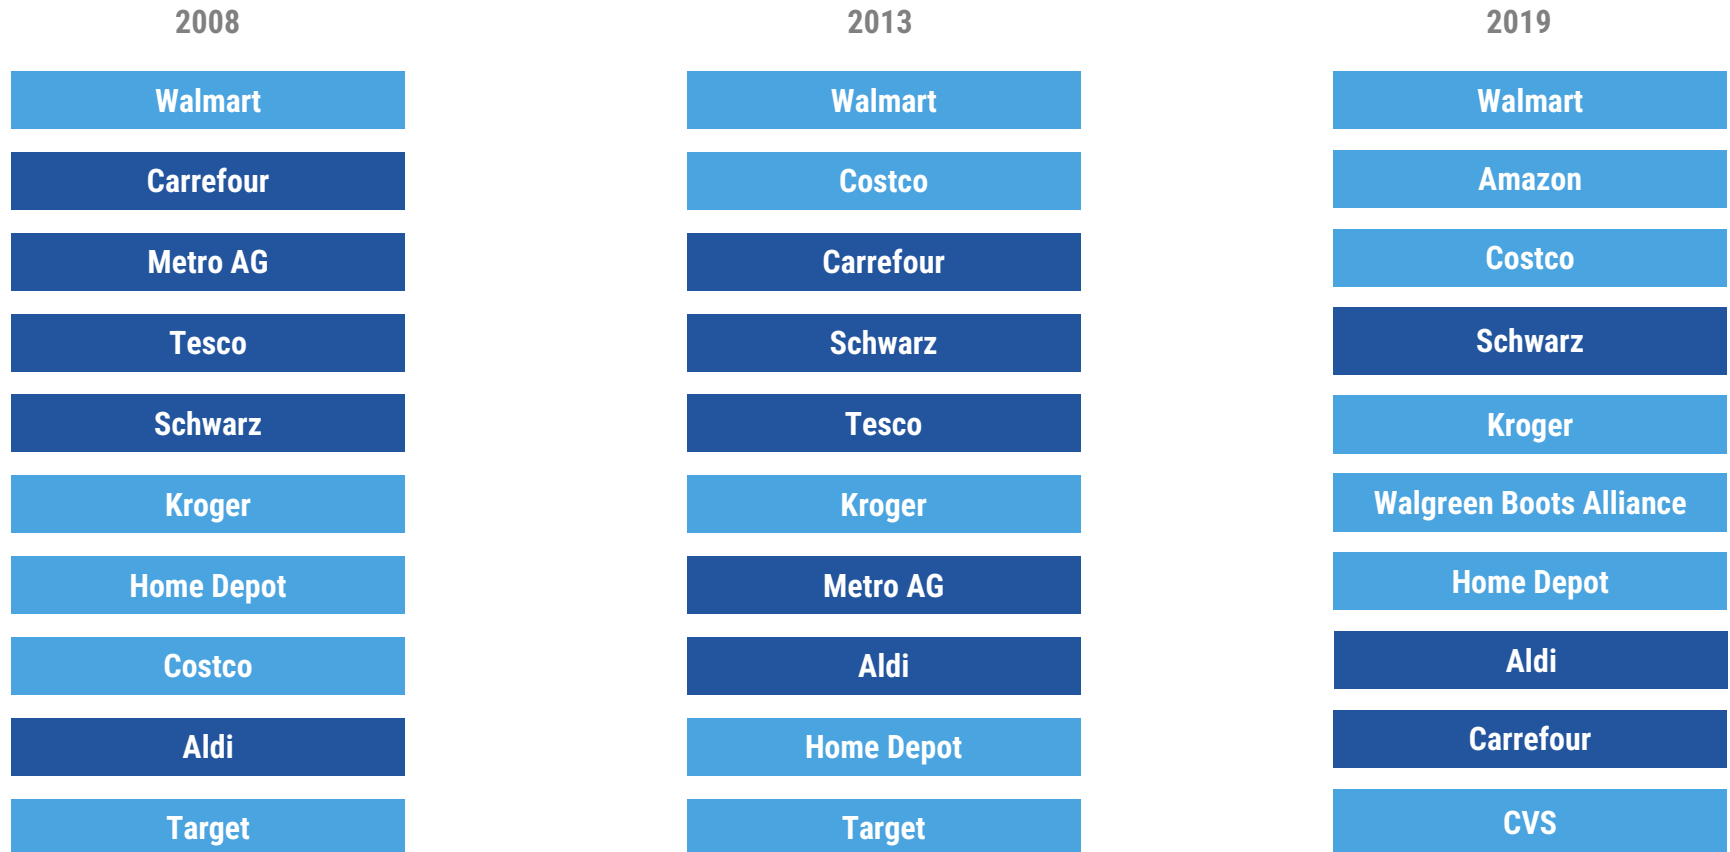 2008
2013
2019
Walmart
Walmart
Walmart
Carrefour
Costco
Amazon
Metro AG
Carrefour
Costco
Tesco
Schwarz
Schwarz
Schwarz
Tesco
Kroger
Kroger
Kroger
Walgreen Boots Alliance
Home Depot
Metro AG
Home Depot
Costco
Aldi
Aldi
Aldi
Home Depot
Carrefour
Target
Target
CVS